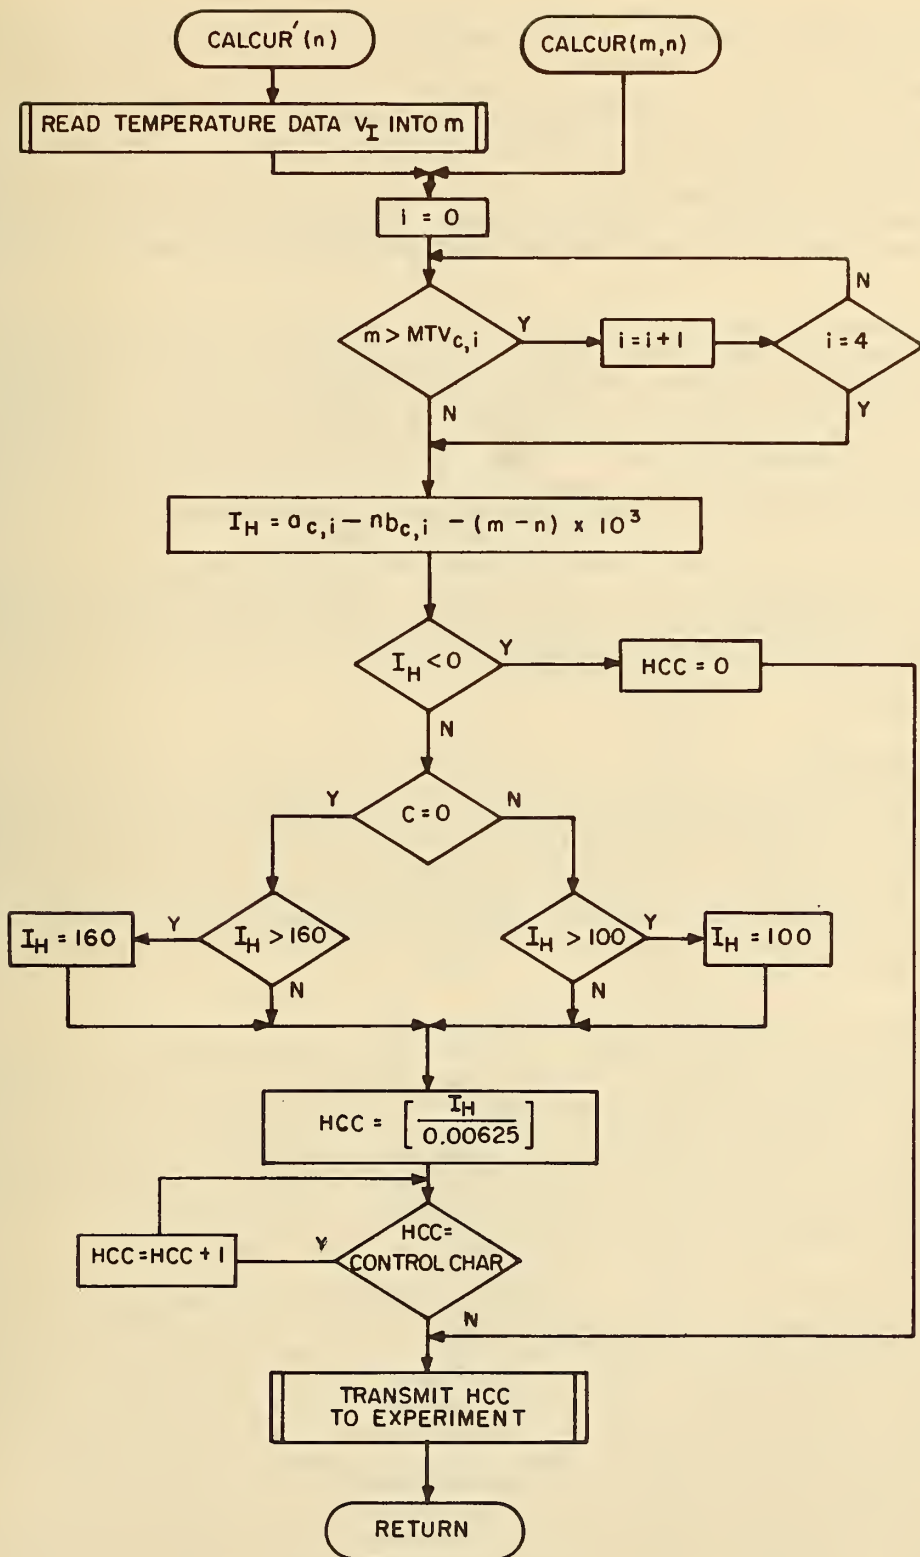 CALCUR'(n)
CALCUR(m,n)
READ TEMPERATURE DATA V_I INTO m
i = 0
m > MTV_c,i
Y
i = i + 1
i = 4
N
Y
N
I_H = a_c,i – nb_c,i – (m – n) x 10³
I_H < 0
Y
HCC = 0
N
C = 0
Y
N
I_H = 160
Y
I_H > 160
N
I_H > 100
Y
I_H = 100
N
HCC = [I_H / 0.00625]
HCC = HCC + 1
Y
HCC =
CONTROL CHAR
N
TRANSMIT HCC
TO EXPERIMENT
RETURN